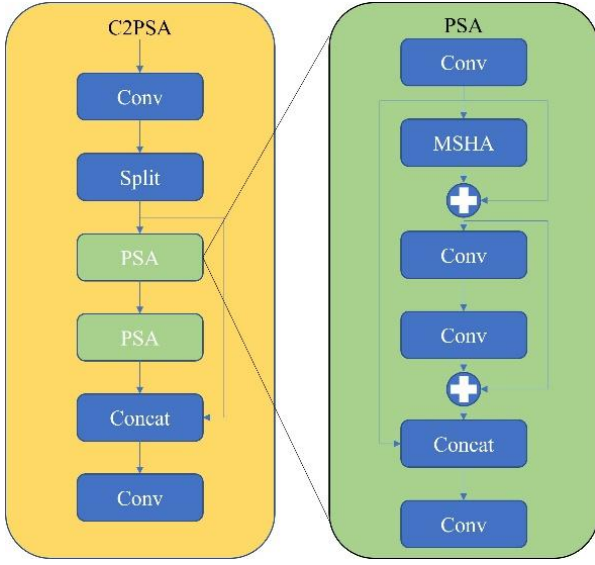 C2PSA
Conv
Split
PSA
PSA
Concat
Conv
PSA
Conv
MSHA
Conv
Conv
Concat
Conv